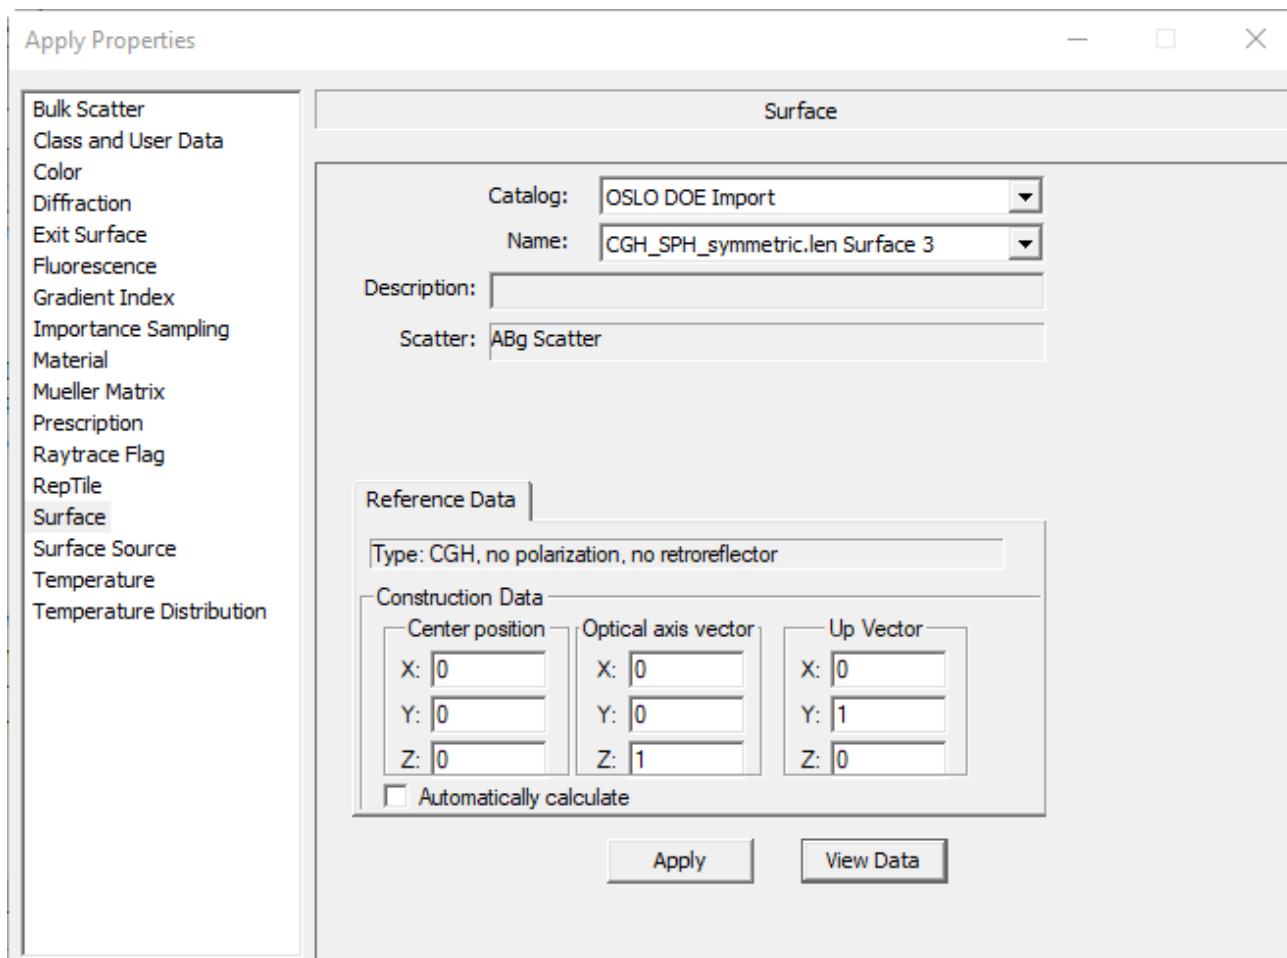 Apply Properties
Bulk Scatter
Class and User Data
Color
Diffraction
Exit Surface
Fluorescence
Gradient Index
Importance Sampling
Material
Mueller Matrix
Prescription
Raytrace Flag
RepTile
Surface
Surface Source
Temperature
Temperature Distribution
Surface
Catalog: OSLO DOE Import
Name: CGH_SPH_symmetric.len Surface 3
Description:
Scatter: ABg Scatter
Reference Data
Type: CGH, no polarization, no retroreflector
Construction Data
Center position Optical axis vector Up Vector
X: 0 X: 0 X: 0
Y: 0 Y: 0 Y: 1
Z: 0 Z: 1 Z: 0
Automatically calculate
Apply View Data